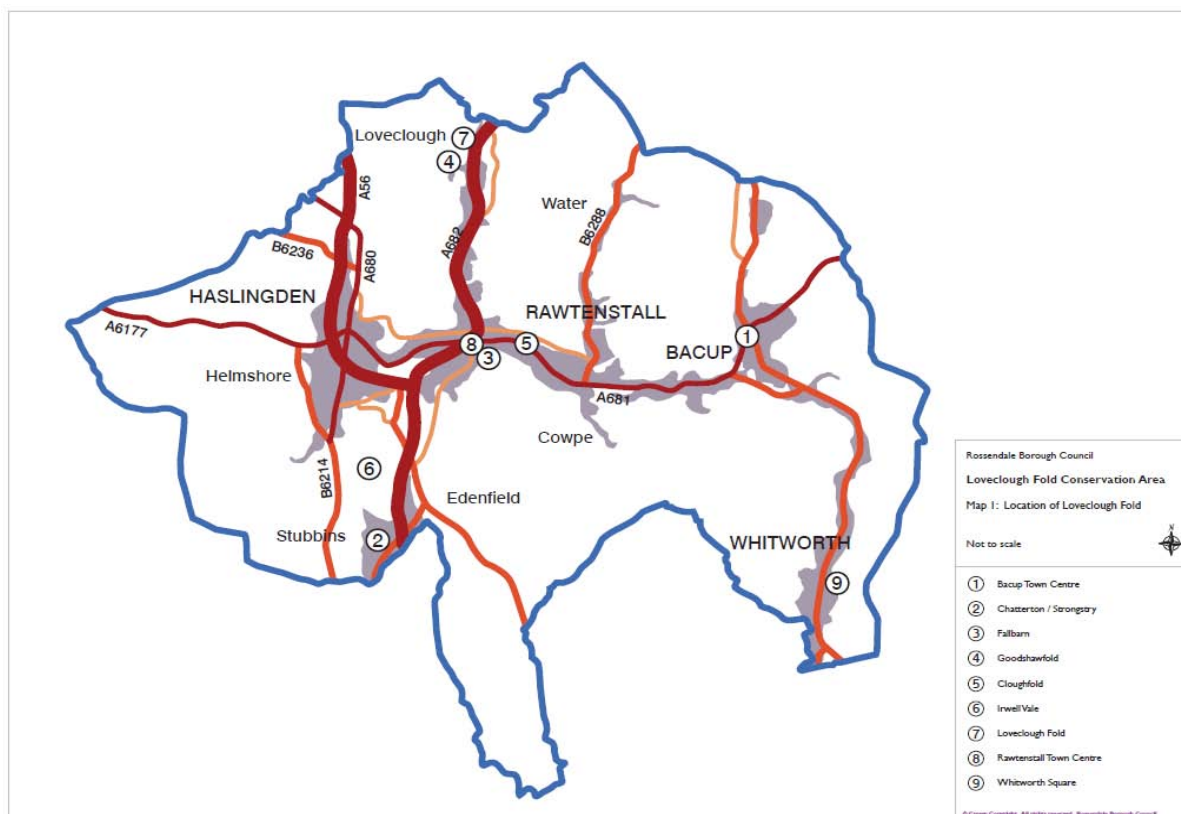 Loveclough
7
4
A56
Water
A682
B6288
B6236
A680
HASLINGDEN
RAWTENSTALL
A6177
8
5
3
BACUP
1
Helmshore
A681
Cowpe
6
B6214
Edenfield
Stubbins
2
WHITWORTH
9
Rossendale Borough Council
Loveclough Fold Conservation Area
Map 1: Location of Loveclough Fold
Not to scale
N
1 Bacup Town Centre
2 Chatterton / Strongstry
3 Fallbarn
4 Goodshawfold
5 Cloughfold
6 Irwell Vale
7 Loveclough Fold
8 Rawtenstall Town Centre
9 Whitworth Square